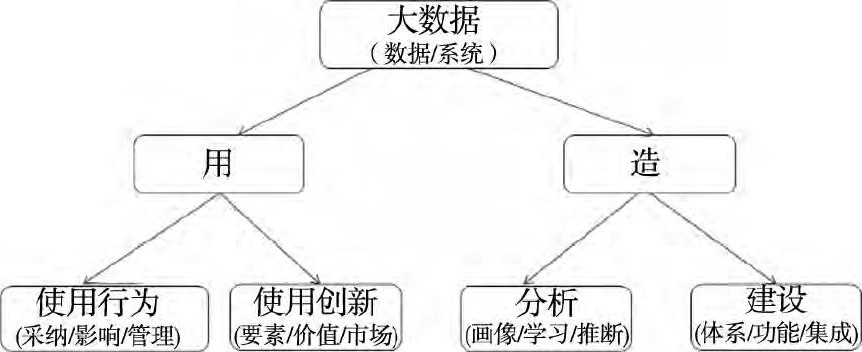 大数据
（数据/系统）
用
造
使用行为
(采纳/影响/管理)
使用创新
(要素/价值/市场)
分析
(画像/学习/推断)
建设
(体系/功能/集成)